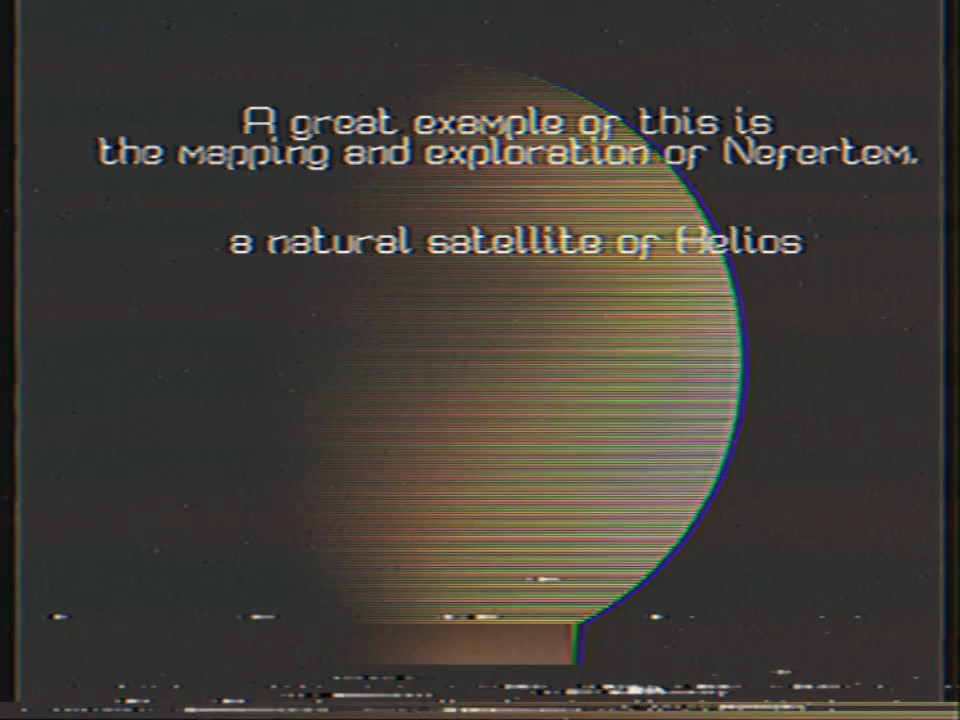 A great example of this is
the mapping and exploration of Nefertem.
a natural satellite of Helios